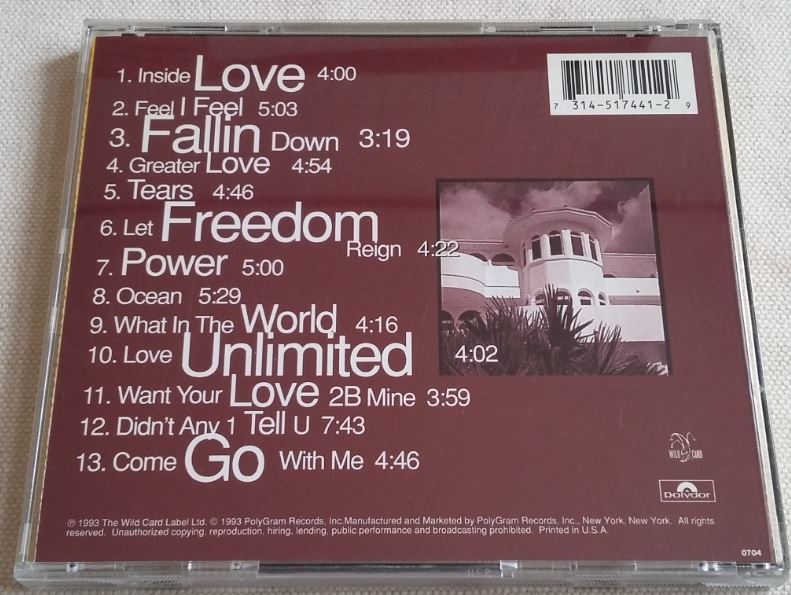 1. Inside Love 4:00
2. Feel I Feel 5:03
3. Fallin Down 3:19
4. Greater Love 4:54
5. Tears 4:46
6. Let Freedom
Reign 4:22
7. Power 5:00
8. Ocean 5:29
9. What In The World 4:16
10. Love Unlimited 4:02
11. Want Your Love 2B Mine 3:59
12. Didn't Any 1 Tell U 7:43
13. Come Go With Me 4:46
7 314-517441-2 9
WILD CARD
Polydor
℗ 1993 The Wild Card Label Ltd. © 1993 PolyGram Records, Inc.Manufactured and Marketed by PolyGram Records, Inc., New York, New York. All rights
reserved. Unauthorized copying, reproduction, hiring, lending, public performance and broadcasting prohibited. Printed in U.S.A.
0704